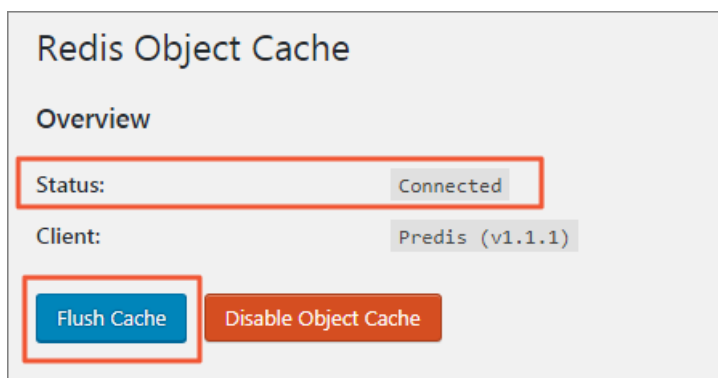 Redis Object Cache
Overview
Status: Connected
Client: Predis (v1.1.1)
Flush Cache Disable Object Cache